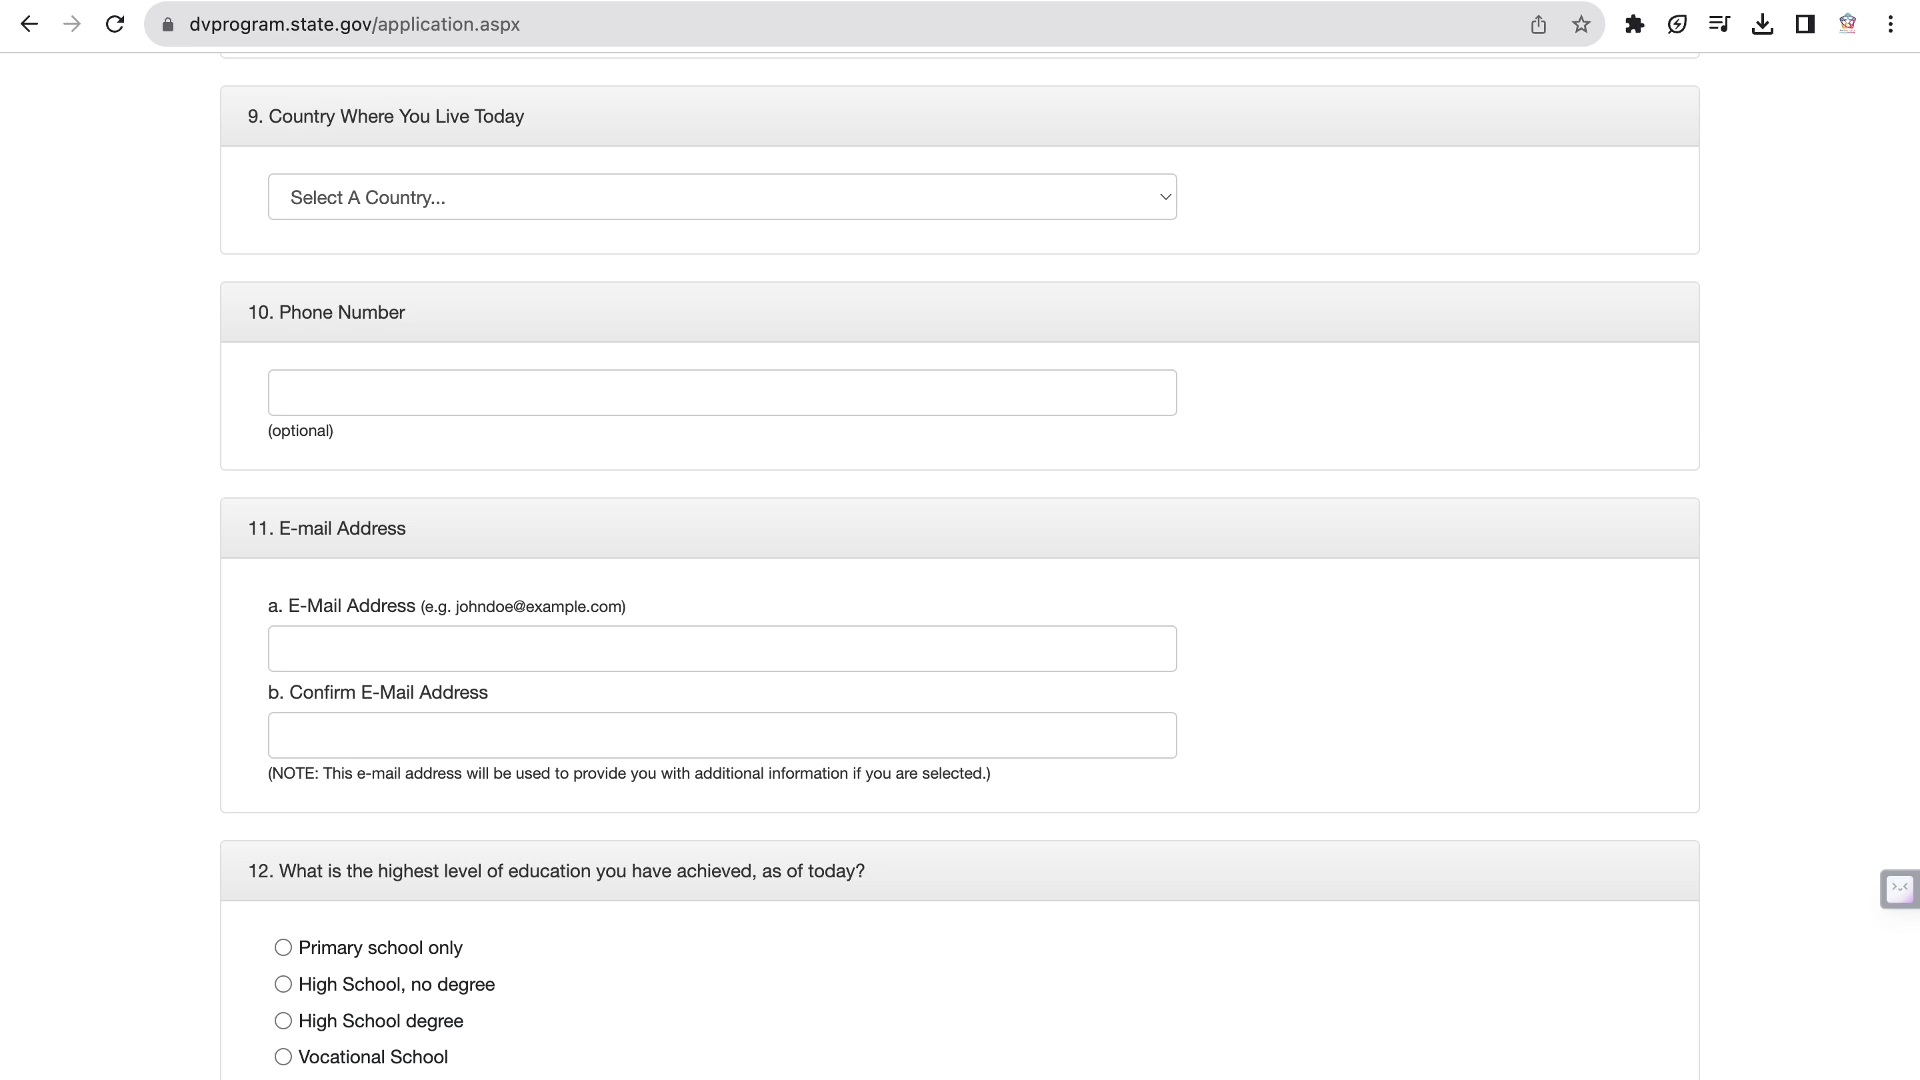 dvprogram.state.gov/application.aspx
9. Country Where You Live Today
Select A Country...
10. Phone Number
(optional)
11. E-mail Address
a. E-Mail Address (e.g. johndoe@example.com)
b. Confirm E-Mail Address
(NOTE: This e-mail address will be used to provide you with additional information if you are selected.)
12. What is the highest level of education you have achieved, as of today?
Primary school only
High School, no degree
High School degree
Vocational School